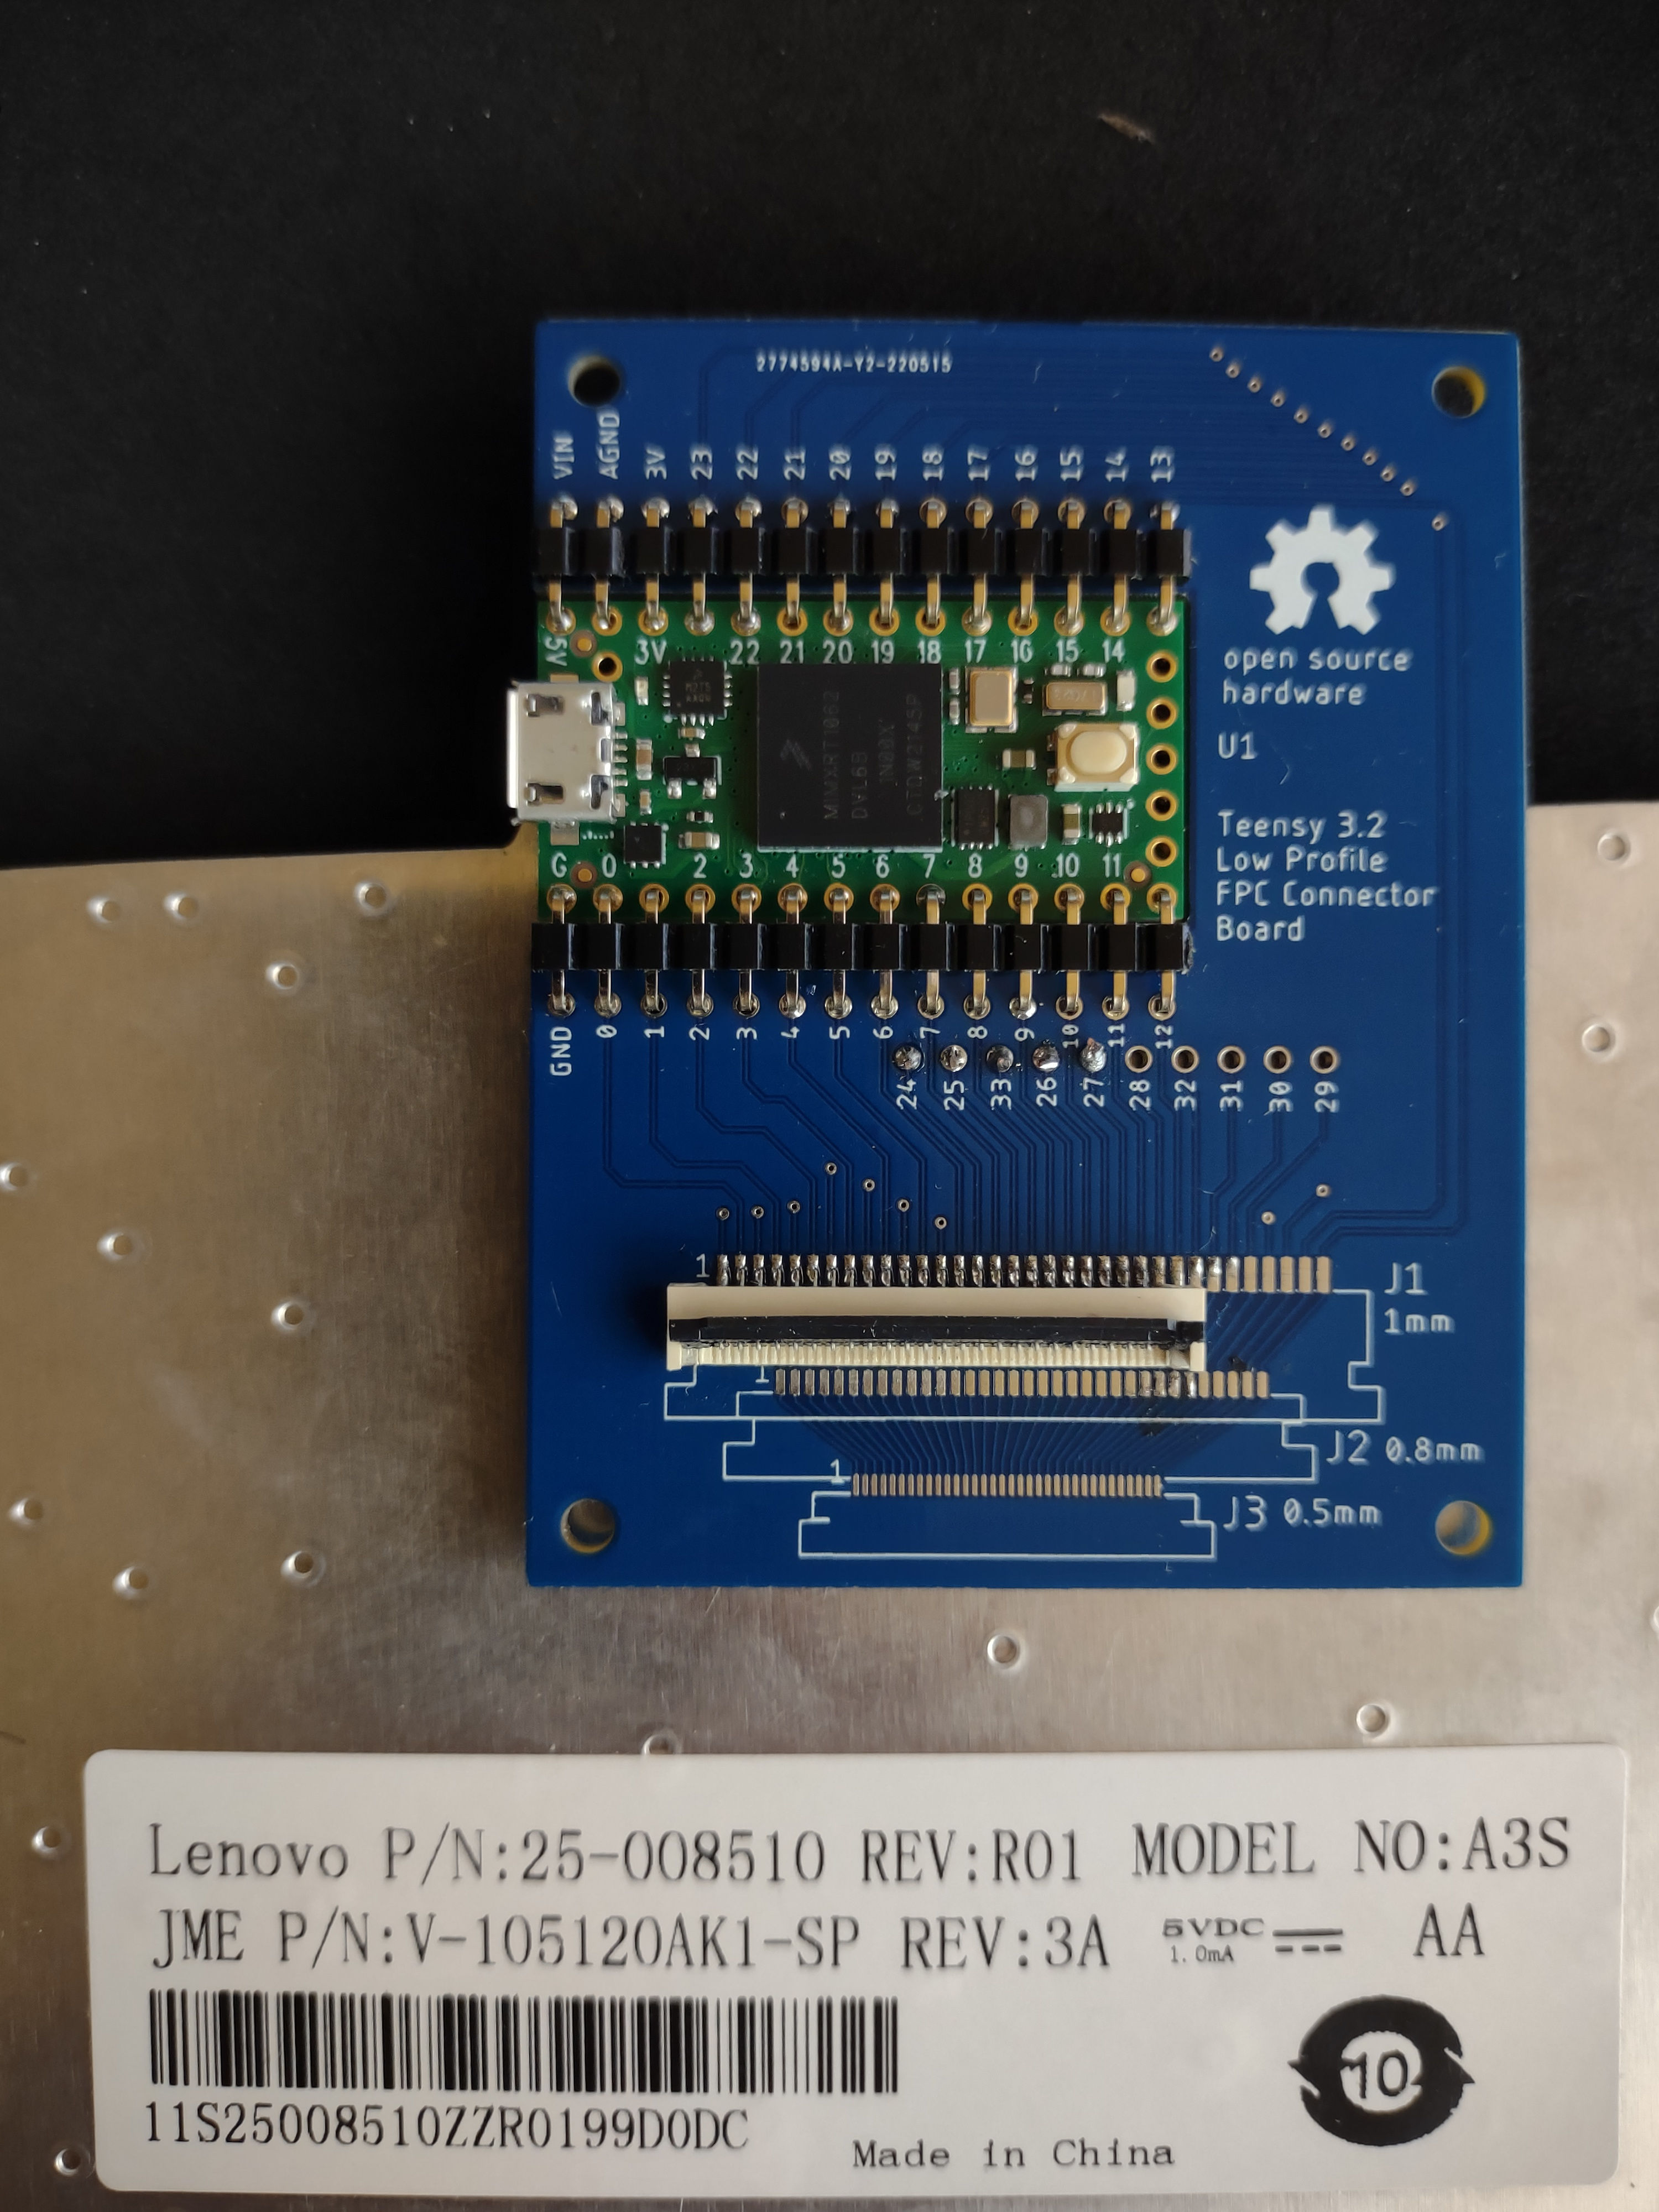 2774594A-Y2-220515
VIN AGND 3V 23 22 21 20 19 18 17 16 15 14 13
5V 3V 22 21 20 19 18 17 16 15 14
open source
hardware
U1
MIMXRT1062
DVL6B
1N00X
CTDQW2145P
Teensy 3.2
Low Profile
FPC Connector
Board
G 0 2 3 4 5 6 7 8 9 10 11
GND 0 1 2 3 4 5 6 7 8 9 10 11 12
24 25 33 26 27 28 32 31 30 29
1
J1
1mm
1
J2 0.8mm
1
J3 0.5mm
Lenovo P/N:25-008510 REV:R01 MODEL NO:A3S
JME P/N:V-105120AK1-SP REV:3A 5VDC AA
1.0mA
10
11S25008510ZZR0199D0DC
Made in China